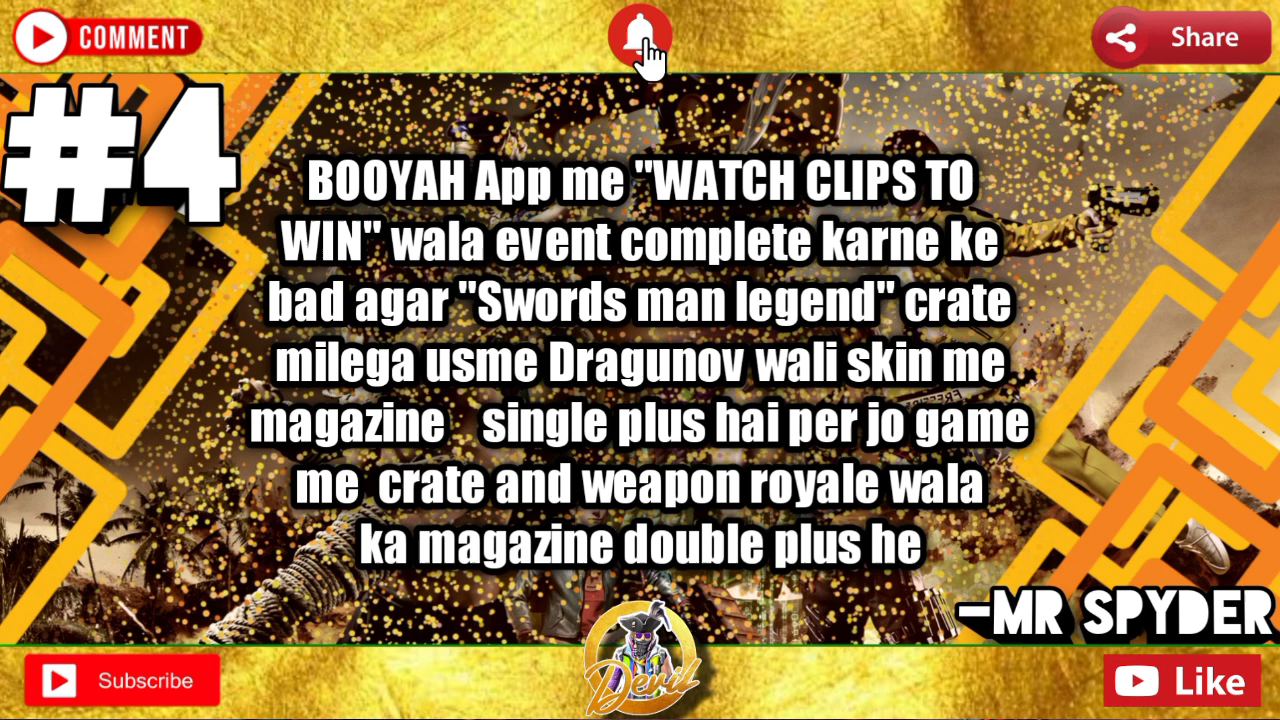 COMMENT
Share
#4
BOOYAH App me "WATCH CLIPS TO
WIN" wala event complete karne ke
bad agar "Swords man legend" crate
milega usme Dragunov wali skin me
magazine single plus hai per jo game
me crate and weapon royale wala
ka magazine double plus he
-MR SPYDER
Devil
Subscribe
Like